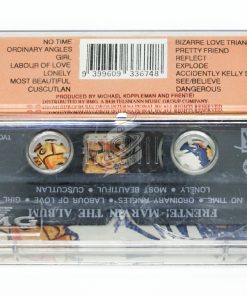 NO TIME
ORDINARY ANGLES
GIRL
LABOUR OF LOVE
LONELY
MOST BEAUTIFUL
CUSCUTLAN
BIZARRE LOVE TRIAN
PRETTY FRIEND
REFLECT
EXPLODE
ACCIDENTLY KELLY S
SEE/BELIEVE
DANGEROUS
PRODUCED BY MICHAEL KOPPLEMAN AND FRENTE!
DISTRIBUTED BY BMG. A BERTELSMANN MUSIC GROUP COMPANY.
9 399609 336748
FRENTE!-MARVIN THE ALBUM
NO TIME • ORDINARY ANGLES • LABOUR OF LOVE • GIRL
LONELY • MOST BEAUTIFUL • CUSCUTLAN